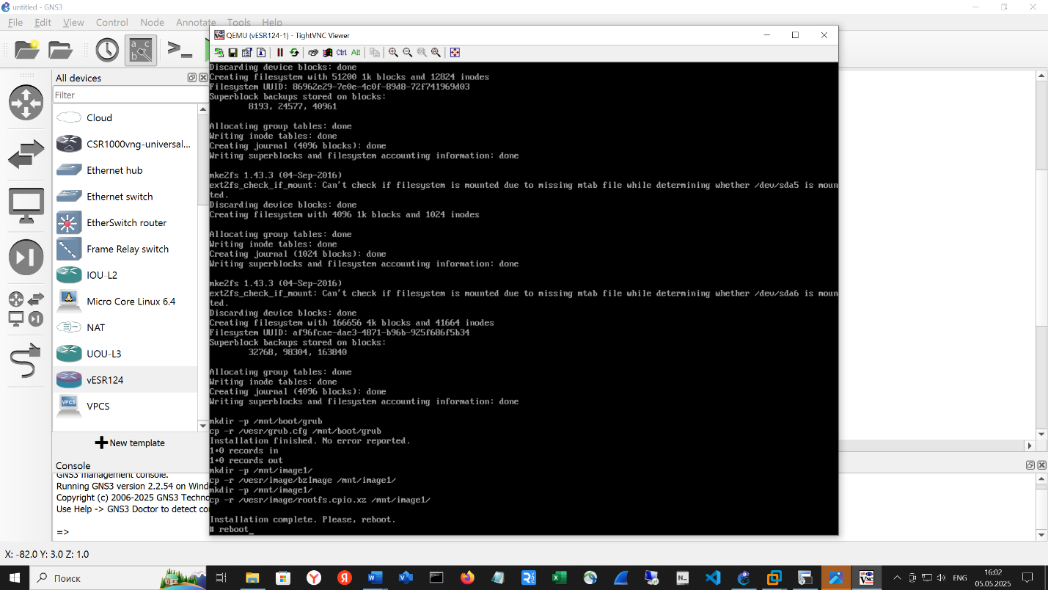 untitled - GNS3
File Edit View Control Node Annotate Tools Help
All devices
Filter
Cloud
CSR1000vng-universal...
Ethernet hub
Ethernet switch
EtherSwitch router
Frame Relay switch
IOU-L2
Micro Core Linux 6.4
NAT
UOU-L3
vESR124
VPCS
New template
Console
GNS3 management console.
Running GNS3 version 2.2.54 on Window
Copyright (c) 2006-2025 GNS3 Techno
Use Help -> GNS3 Doctor to detect co
=>
X: -82.0 Y: 3.0 Z: 1.0
QEMU (vESR124-1) - TightVNC Viewer
Ctrl Alt
Discarding device blocks: done
Creating filesystem with 51200 1k blocks and 12824 inodes
Filesystem UUID: 86962e29-7e0e-4c0f-89d8-72f741969d03
Superblock backups stored on blocks:
8193, 24577, 40961
Allocating group tables: done
Writing inode tables: done
Creating journal (4096 blocks): done
Writing superblocks and filesystem accounting information: done
mke2fs 1.43.3 (04-Sep-2016)
ext2fs_check_if_mount: Can't check if filesystem is mounted due to missing mtab file while determining whether /dev/sda5 is moun
ted.
Discarding device blocks: done
Creating filesystem with 4096 1k blocks and 1024 inodes
Allocating group tables: done
Writing inode tables: done
Creating journal (1024 blocks): done
Writing superblocks and filesystem accounting information: done
mke2fs 1.43.3 (04-Sep-2016)
ext2fs_check_if_mount: Can't check if filesystem is mounted due to missing mtab file while determining whether /dev/sda6 is moun
ted.
Discarding device blocks: done
Creating filesystem with 166656 4k blocks and 41664 inodes
Filesystem UUID: af96fcae-dae3-4871-b96b-925f686f5b34
Superblock backups stored on blocks:
32768, 98304, 163840
Allocating group tables: done
Writing inode tables: done
Creating journal (4096 blocks): done
Writing superblocks and filesystem accounting information: done
mkdir -p /mnt/boot/grub
cp -r /vesr/grub.cfg /mnt/boot/grub
Installation finished. No error reported.
1+0 records in
1+0 records out
mkdir -p /mnt/image1/
cp -r /vesr/image/bzImage /mnt/image1/
mkdir -p /mnt/image1/
cp -r /vesr/image/rootfs.cpio.xz /mnt/image1/
Installation complete. Please, reboot.
# reboot_
Поиск
ENG
16:02
05.05.2025